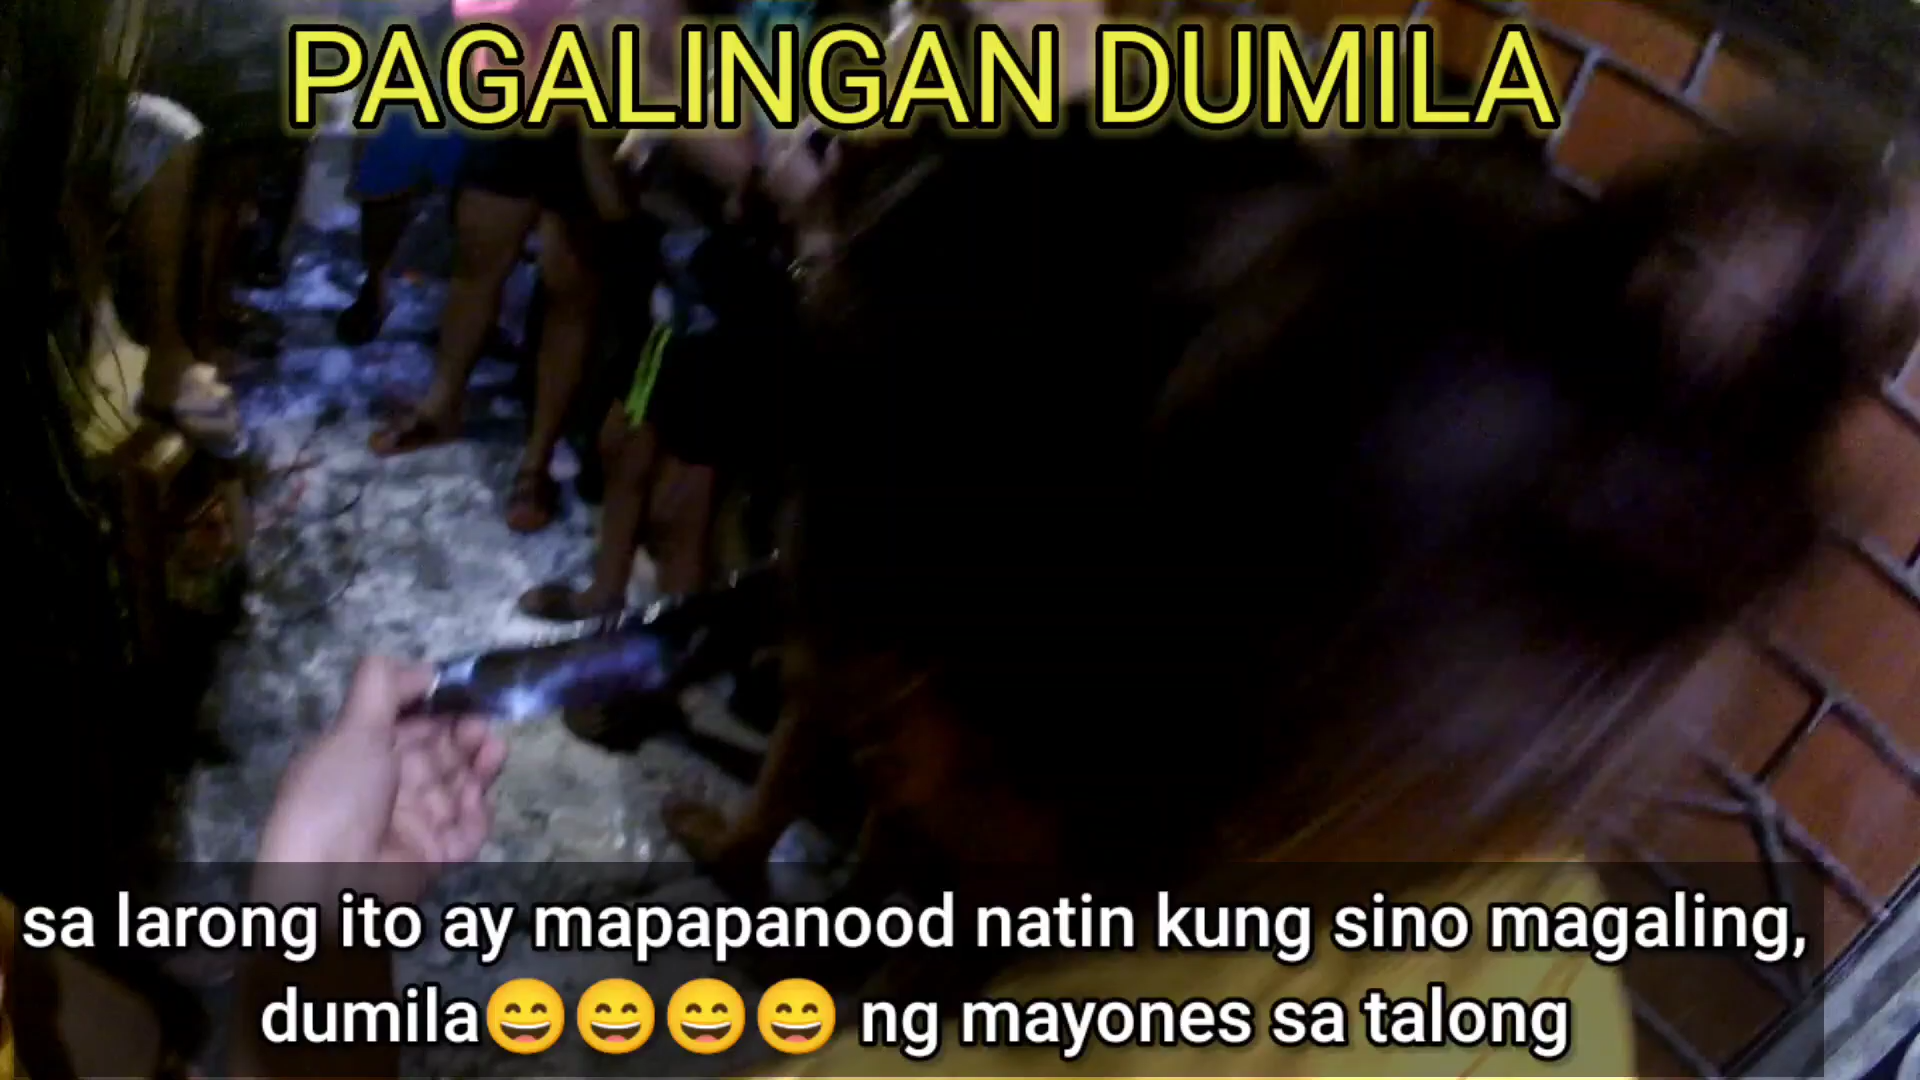 PAGALINGAN DUMILA
sa larong ito ay mapapanood natin kung sino magaling,
dumila😄😄😄😄 ng mayones sa talong